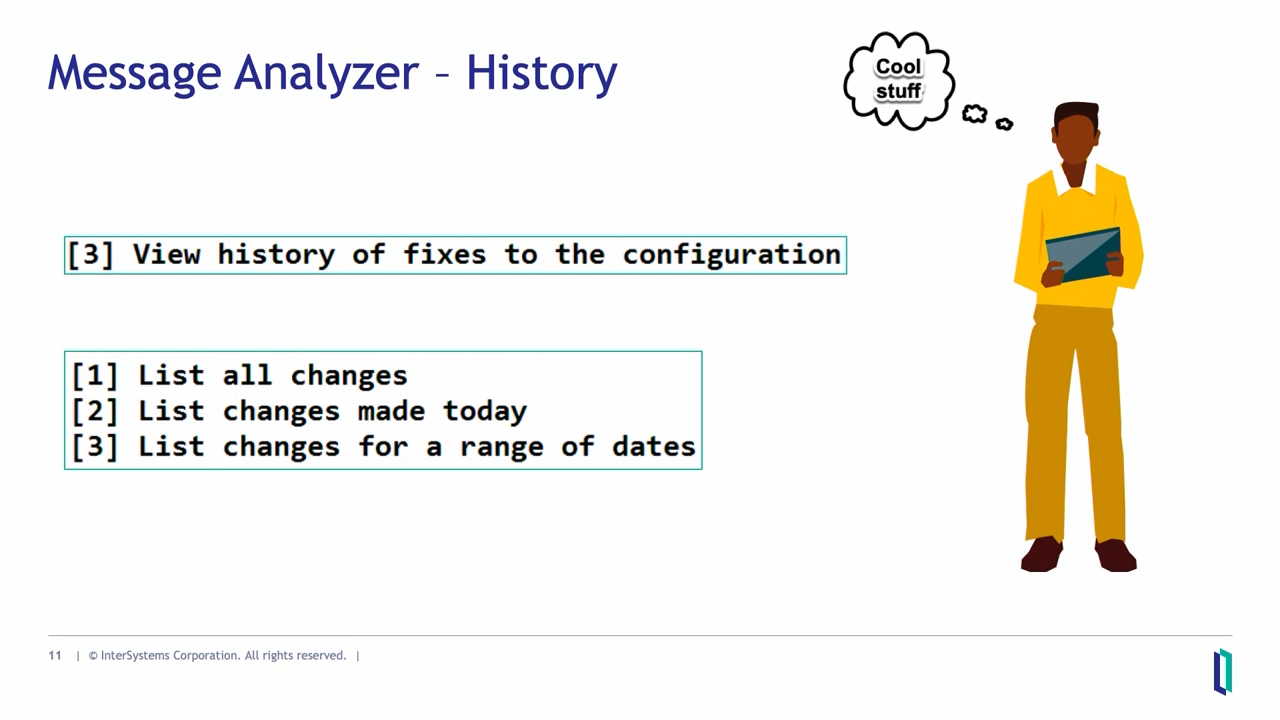 Message Analyzer – History
Cool
stuff
[3] View history of fixes to the configuration
[1] List all changes
[2] List changes made today
[3] List changes for a range of dates
11 | © InterSystems Corporation. All rights reserved. |